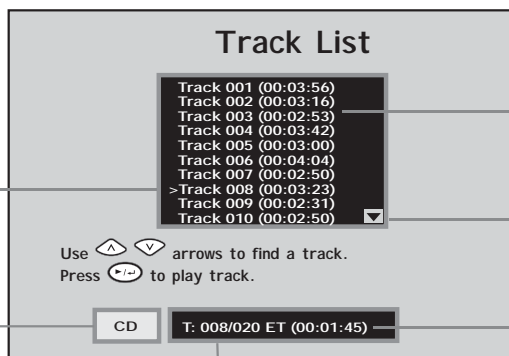 Track List
Track 001 (00:03:56)
Track 002 (00:03:16)
Track 003 (00:02:53)
Track 004 (00:03:42)
Track 005 (00:03:00)
Track 006 (00:04:04)
Track 007 (00:02:50)
>Track 008 (00:03:23)
Track 009 (00:02:31)
Track 010 (00:02:50)
Use arrows to find a track.
Press to play track.
CD T: 008/020 ET (00:01:45)